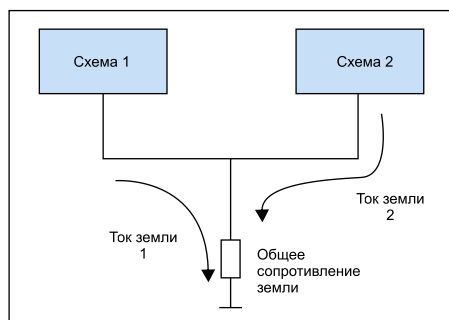 Схема 1
Схема 2
Ток земли
1
Ток земли
2
Общее
сопротивление
земли